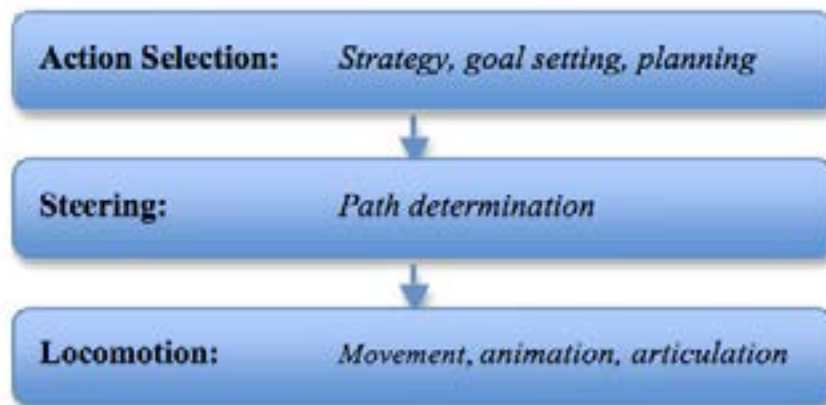 Action Selection: Strategy, goal setting, planning
Steering: Path determination
Locomotion: Movement, animation, articulation